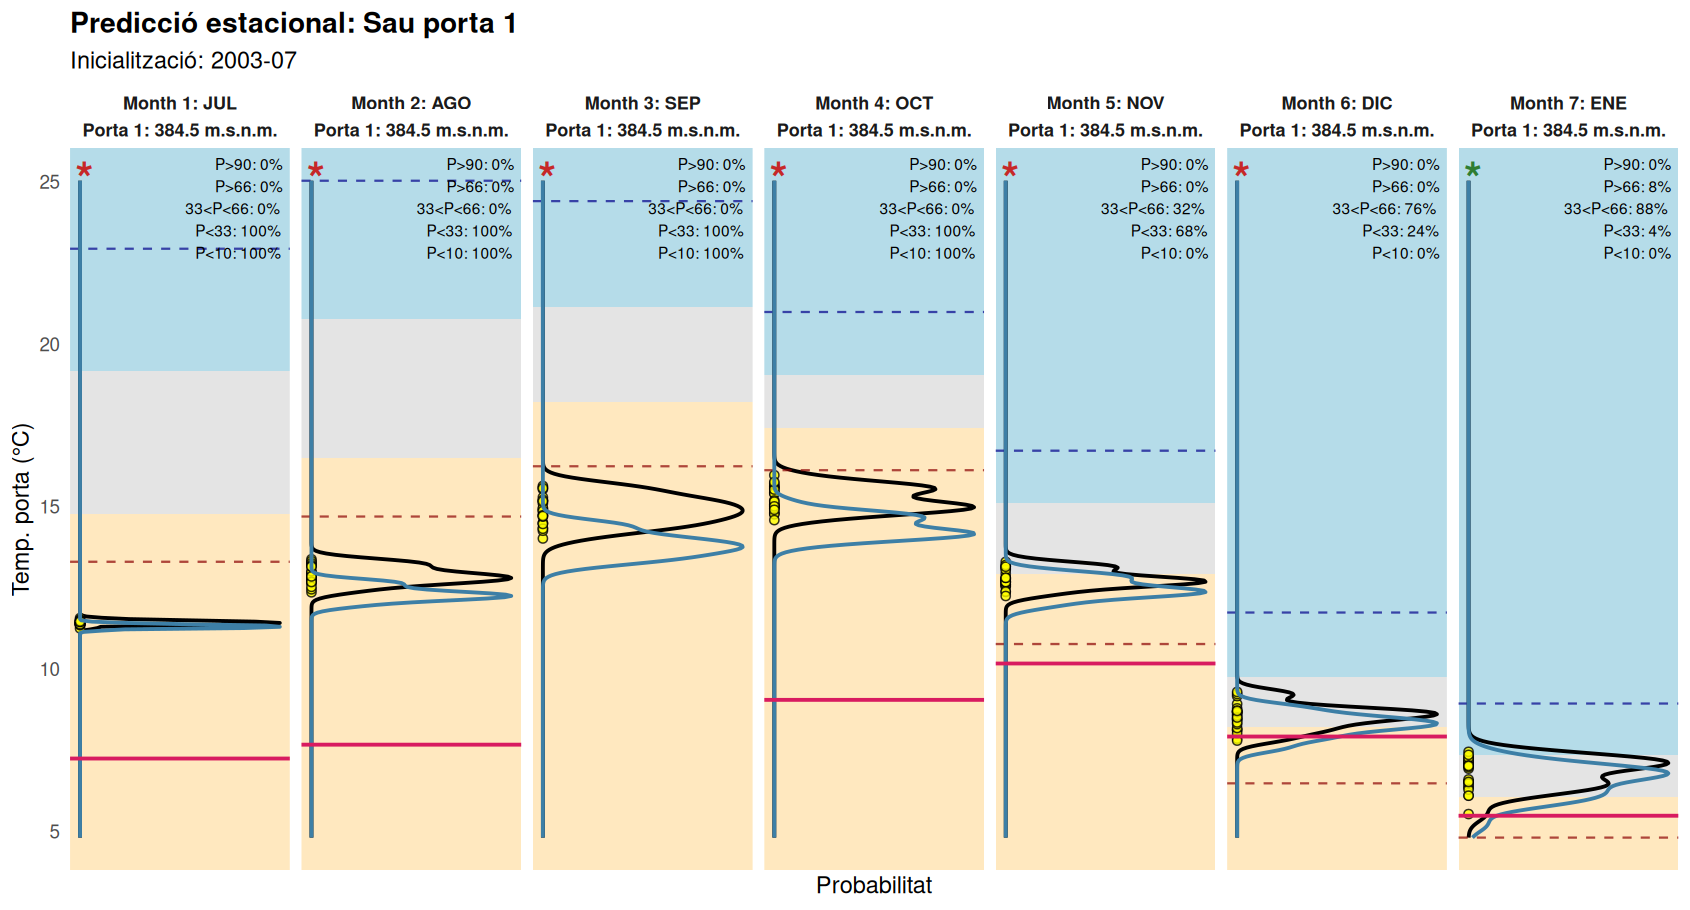 Predicció estacional: Sau porta 1
Inicialització: 2003-07
Month 1: JUL
Porta 1: 384.5 m.s.n.m.
Month 2: AGO
Porta 1: 384.5 m.s.n.m.
Month 3: SEP
Porta 1: 384.5 m.s.n.m.
Month 4: OCT
Porta 1: 384.5 m.s.n.m.
Month 5: NOV
Porta 1: 384.5 m.s.n.m.
Month 6: DIC
Porta 1: 384.5 m.s.n.m.
Month 7: ENE
Porta 1: 384.5 m.s.n.m.
*
P>90: 0%
P>66: 0%
33<P<66: 0%
P<33: 100%
P<10: 100%
*
P>90: 0%
P>66: 0%
33<P<66: 0%
P<33: 100%
P<10: 100%
*
P>90: 0%
P>66: 0%
33<P<66: 0%
P<33: 100%
P<10: 100%
*
P>90: 0%
P>66: 0%
33<P<66: 0%
P<33: 100%
P<10: 100%
*
P>90: 0%
P>66: 0%
33<P<66: 32%
P<33: 68%
P<10: 0%
*
P>90: 0%
P>66: 0%
33<P<66: 76%
P<33: 24%
P<10: 0%
*
P>90: 0%
P>66: 8%
33<P<66: 88%
P<33: 4%
P<10: 0%
25
20
15
10
5
Temp. porta (°C)
Probabilitat